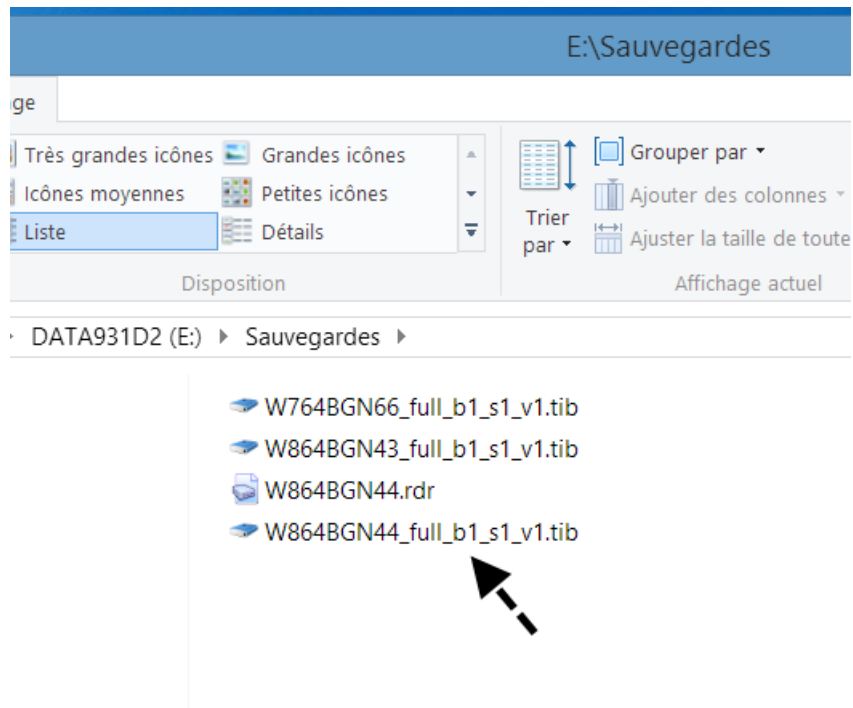 E:\Sauvegardes
ge
Très grandes icônes Grandes icônes
Icônes moyennes Petites icônes
Liste Détails
Disposition
Trier
par
Grouper par
Ajouter des colonnes
Ajuster la taille de toute
Affichage actuel
DATA931D2 (E:) Sauvegardes
W764BGN66_full_b1_s1_v1.tib
W864BGN43_full_b1_s1_v1.tib
W864BGN44.rdr
W864BGN44_full_b1_s1_v1.tib